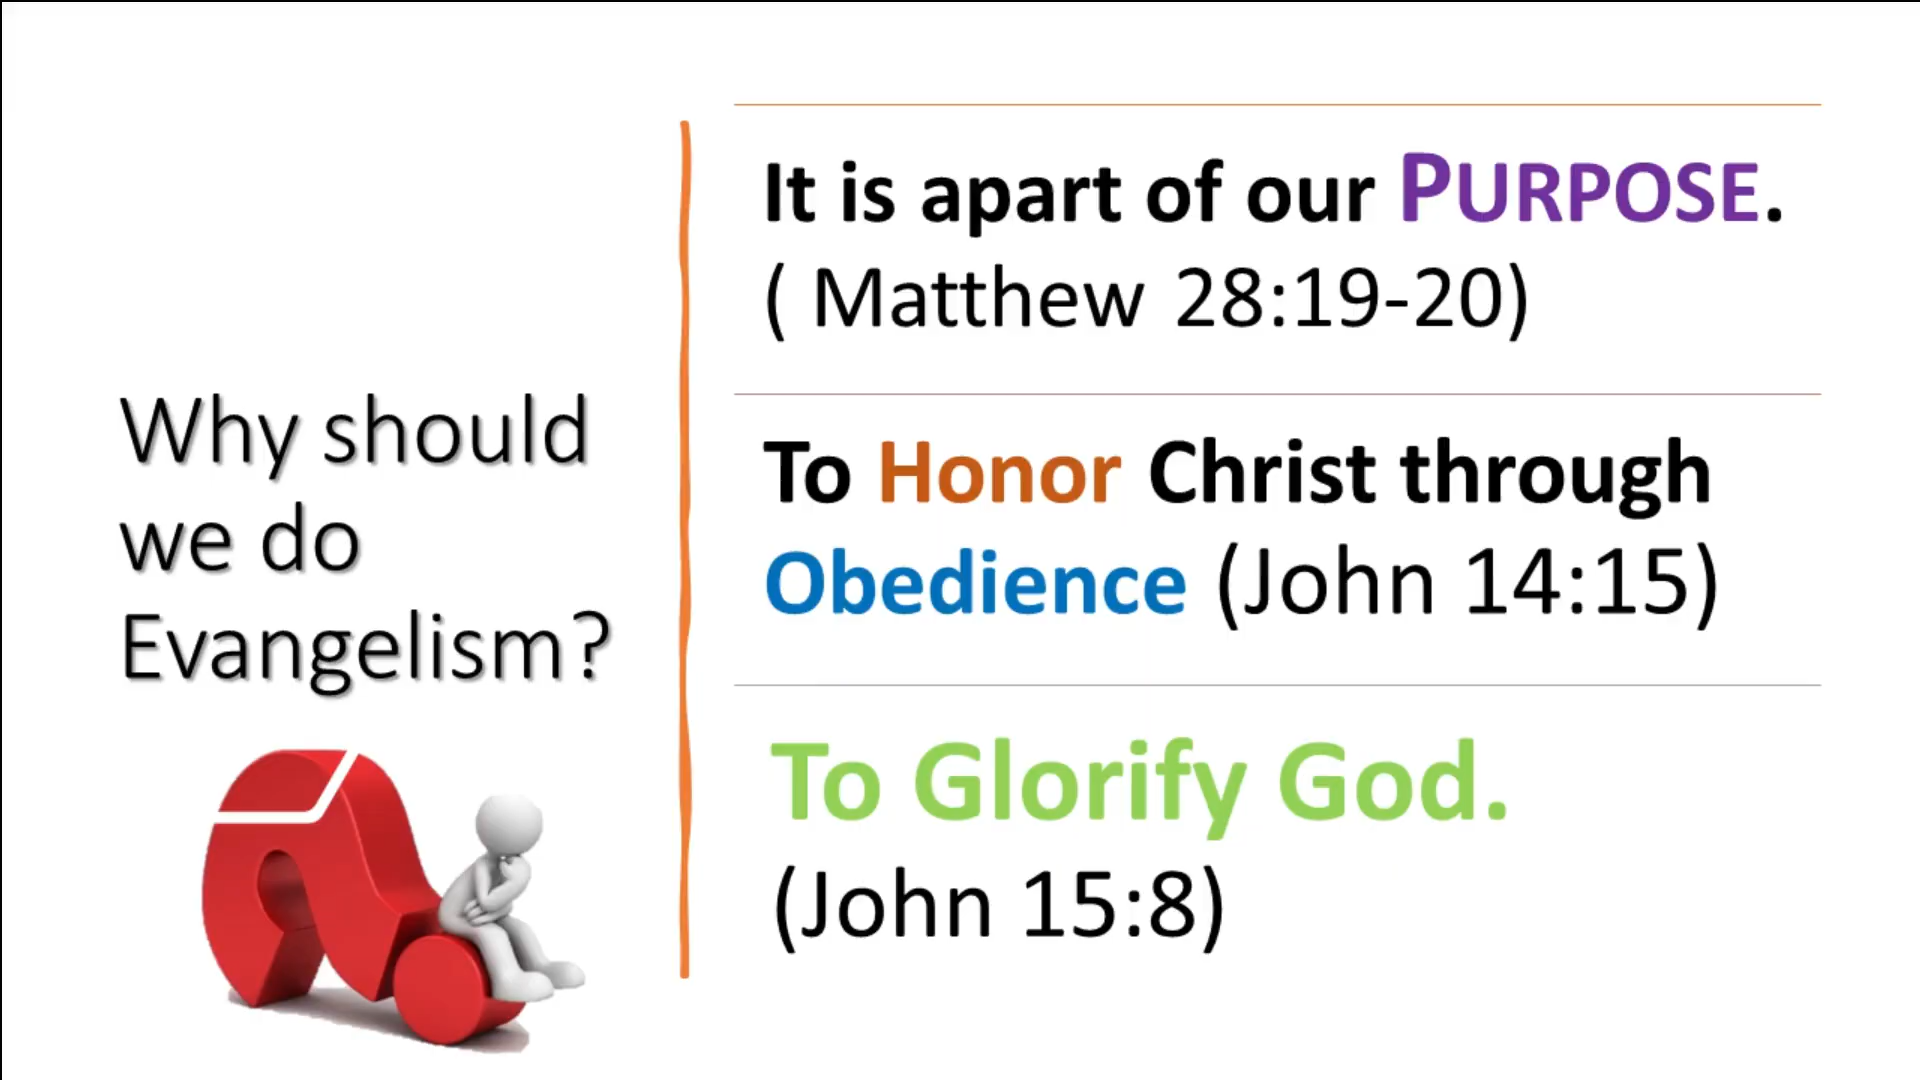 Why should
we do
Evangelism?
It is apart of our PURPOSE.
( Matthew 28:19-20)
To Honor Christ through
Obedience (John 14:15)
To Glorify God.
(John 15:8)